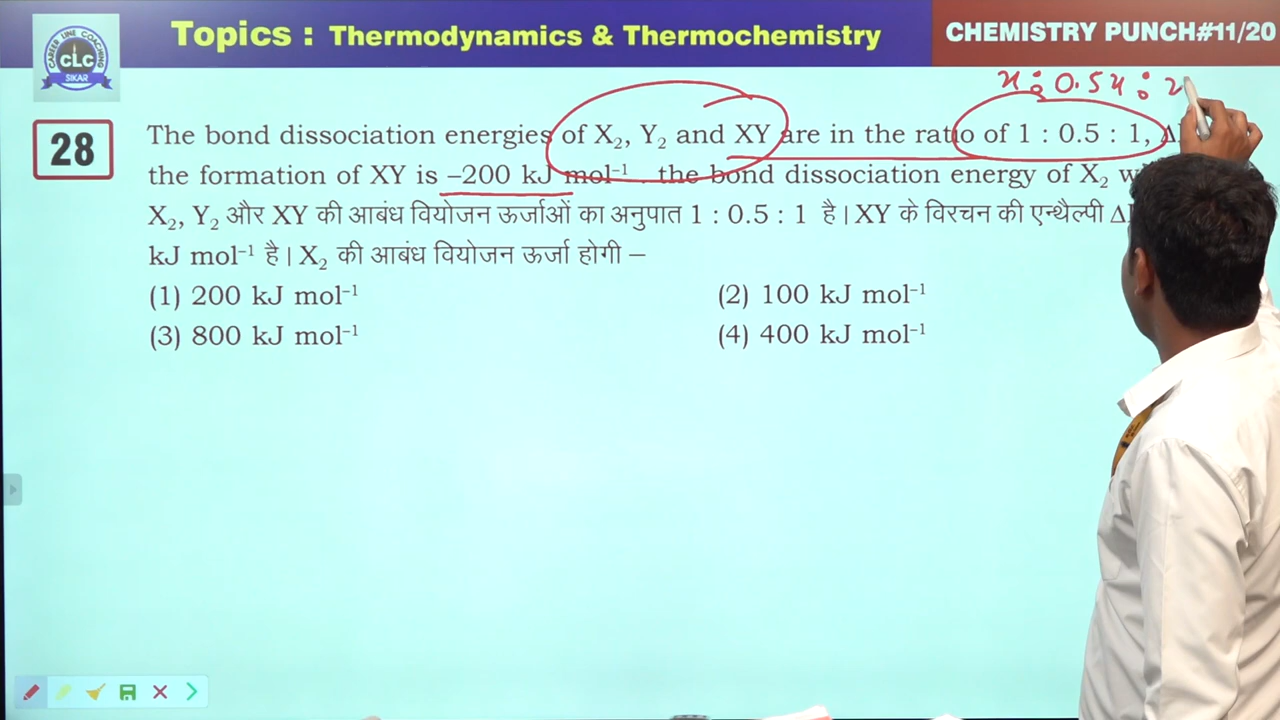 Topics : Thermodynamics & Thermochemistry
CHEMISTRY PUNCH#11/20
CAREER LINE COACHING
CLC
SIKAR
x : 0.5x :
28
The bond dissociation energies of X₂, Y₂ and XY are in the ratio of 1 : 0.5 : 1,
the formation of XY is –200 kJ mol⁻¹ . the bond dissociation energy of X₂
X₂, Y₂ और XY की आबंध वियोजन ऊर्जाओं का अनुपात 1 : 0.5 : 1 है। XY के विरचन की एन्थैल्पी
kJ mol⁻¹ है। X₂ की आबंध वियोजन ऊर्जा होगी –
(1) 200 kJ mol⁻¹
(2) 100 kJ mol⁻¹
(3) 800 kJ mol⁻¹
(4) 400 kJ mol⁻¹